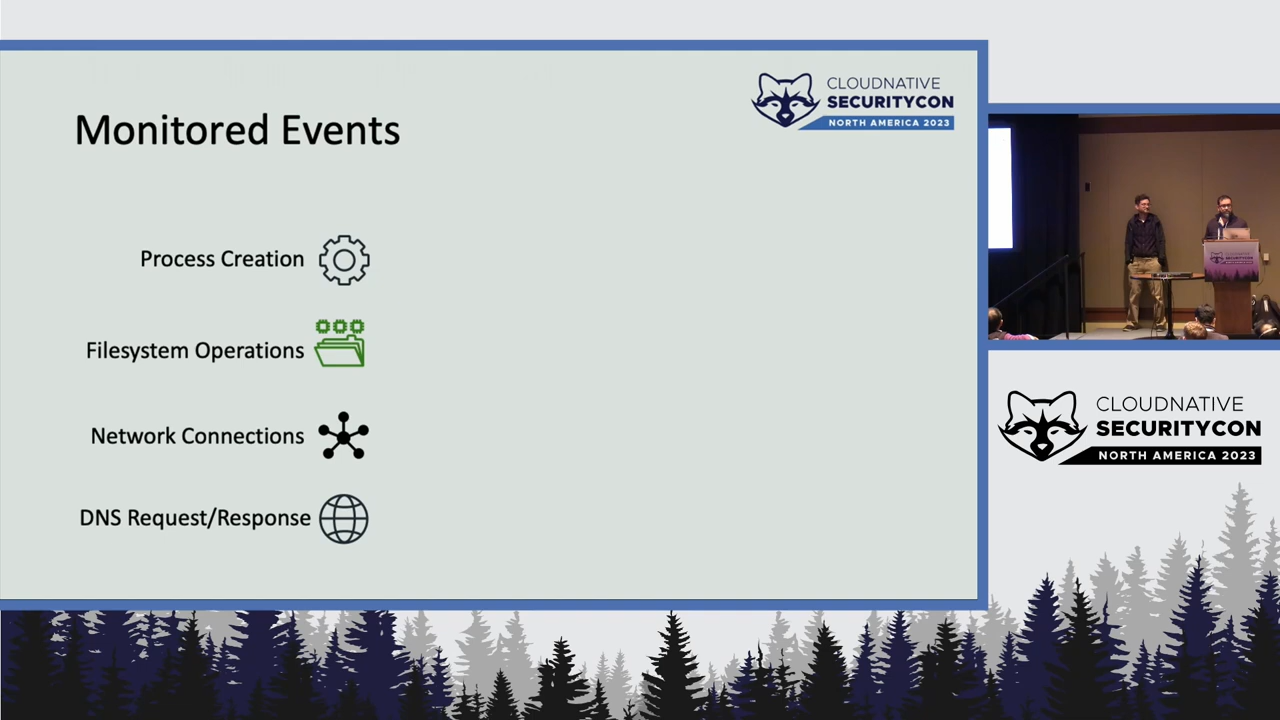 Monitored Events
CLOUDNATIVE
SECURITYCON
NORTH AMERICA 2023
Process Creation
Filesystem Operations
Network Connections
DNS Request/Response
CLOUDNATIVE
SECURITYCON
NORTH AMERICA 2023